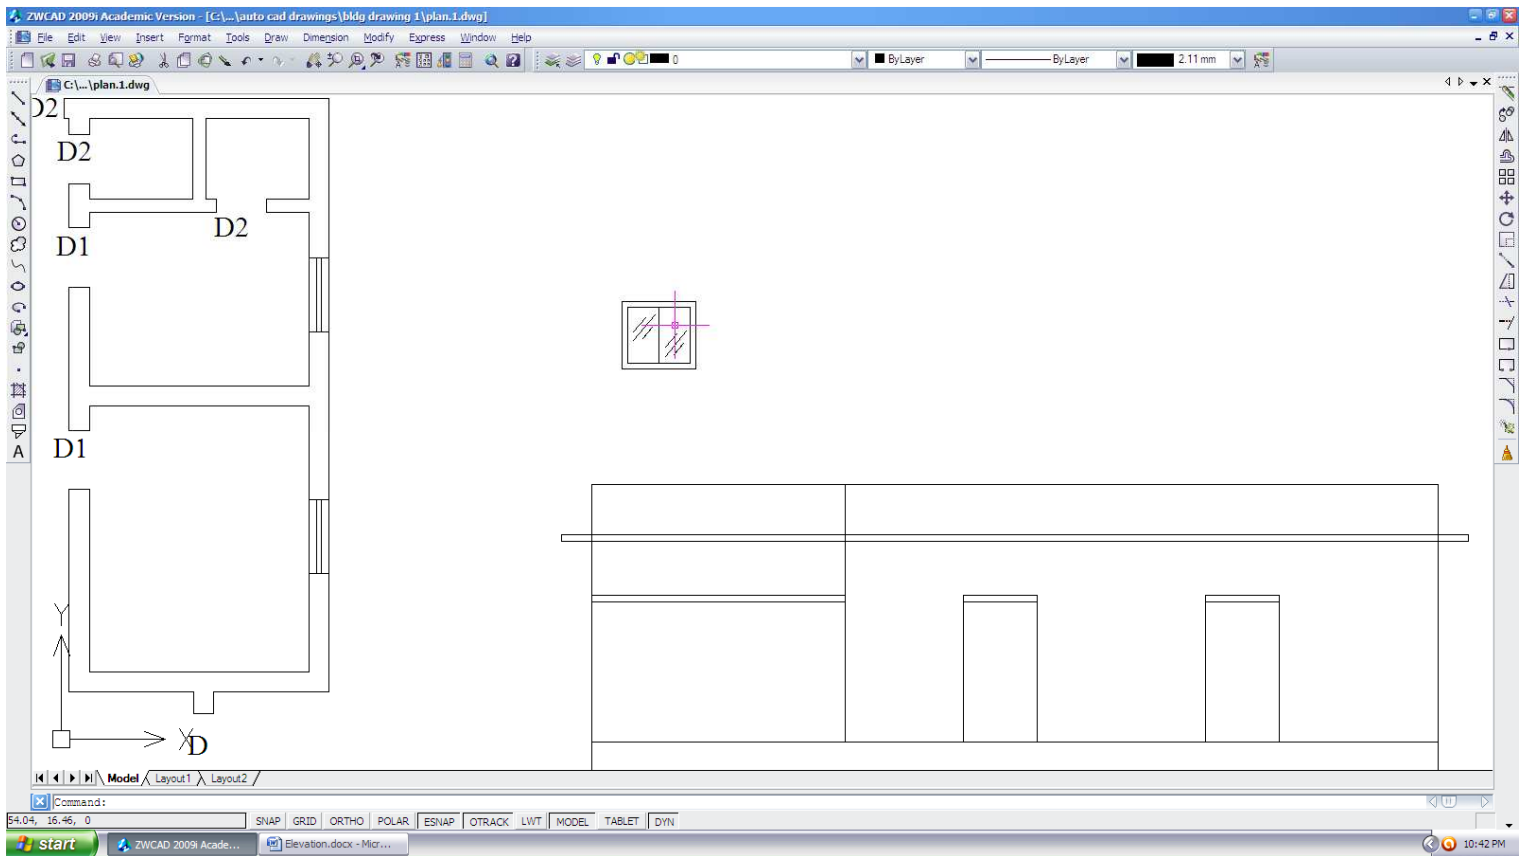 ZWCAD 2009i Academic Version - [C:\...\auto cad drawings\bldg drawing 1\plan.1.dwg]
File Edit View Insert Format Tools Draw Dimension Modify Express Window Help
0 ByLayer ByLayer 2.11 mm
C:\...\plan.1.dwg
D2
D2
D2
D1
D1
Y
X
D
A
Model Layout1 Layout2
Command:
54.04, 16.46, 0 SNAP GRID ORTHO POLAR ESNAP OTRACK LWT MODEL TABLET DYN
start ZWCAD 2009i Acade... Elevation.docx - Micr... 10:42 PM